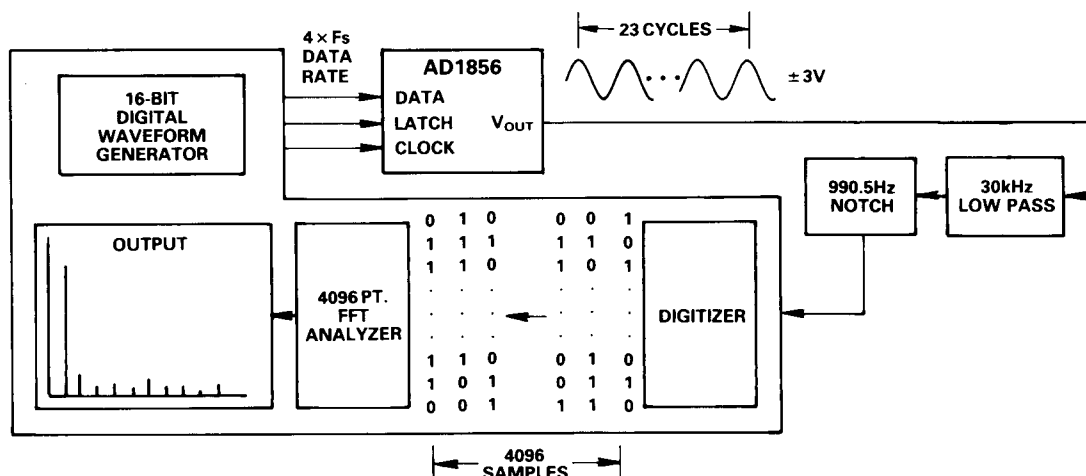 4 × Fs
DATA
RATE
23 CYCLES
± 3V
16-BIT
DIGITAL
WAVEFORM
GENERATOR
AD1856
DATA
LATCH
CLOCK
VOUT
990.5Hz
NOTCH
30kHz
LOW PASS
OUTPUT
4096 PT.
FFT
ANALYZER
0 1 0 0 0 1
1 1 1 1 1 0
1 1 0 1 0 1
. . . . . .
. . . . . .
. . . . . .
1 1 0 0 1 0
1 0 1 0 1 1
0 0 1 1 1 0
DIGITIZER
4096
SAMPLES